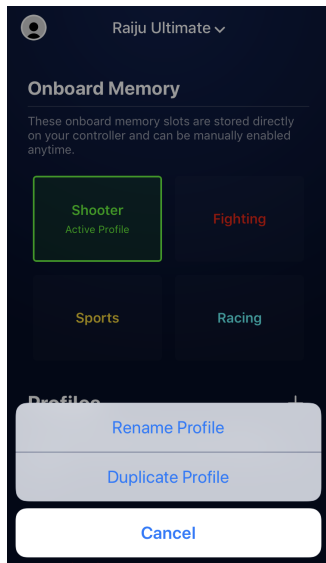 Raiju Ultimate
Onboard Memory
These onboard memory slots are stored directly
on your controller and can be manually enabled
anytime.
Shooter
Active Profile
Fighting
Sports
Racing
Profiles
Rename Profile
Duplicate Profile
Cancel